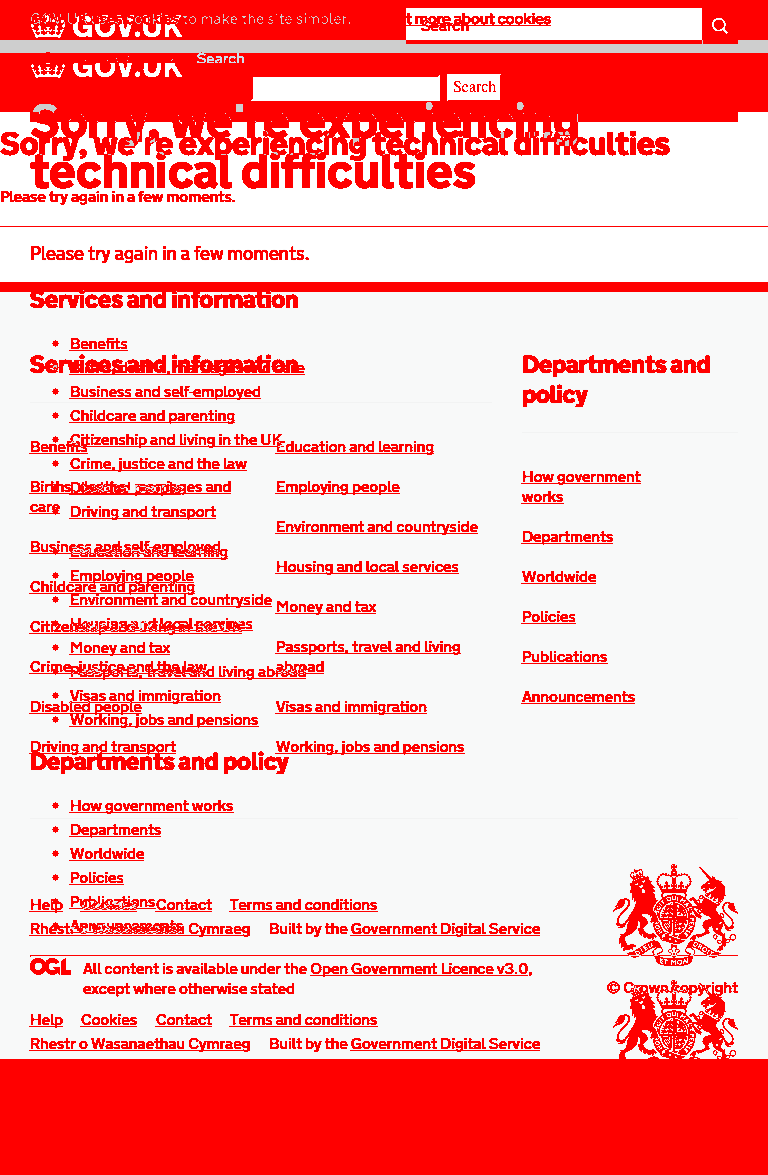 GOV.UK uses cookies to make the site simpler. t more about cookies
GOV.UK
Search
GOV.UK
Search
Search
Sorry, we're experiencing
technical difficulties
Sorry, we're experiencing technical difficulties
Please try again in a few moments.
Please try again in a few moments.
Services and information
Benefits
Business and self-employed
Childcare and parenting
Citizenship and living in the UK
Crime, justice and the law
Disabled people
Driving and transport
Education and learning
Employing people
Environment and countryside
Housing and local services
Money and tax
Passports, travel and living abroad
Visas and immigration
Working, jobs and pensions
Services and information
Benefits
Births, deaths, marriages and
care
Business and self-employed
Childcare and parenting
Citizenship and living in the UK
Crime, justice and the law
Disabled people
Driving and transport
Education and learning
Employing people
Environment and countryside
Housing and local services
Money and tax
Passports, travel and living
abroad
Visas and immigration
Working, jobs and pensions
Departments and
policy
How government
works
Departments
Worldwide
Policies
Publications
Announcements
Departments and policy
How government works
Departments
Worldwide
Policies
Publications
Announcements
Help Cookies Contact Terms and conditions
Rhestr o Wasanaethau Cymraeg Built by the Government Digital Service
OGL All content is available under the Open Government Licence v3.0,
except where otherwise stated
© Crown copyright
Help Cookies Contact Terms and conditions
Rhestr o Wasanaethau Cymraeg Built by the Government Digital Service